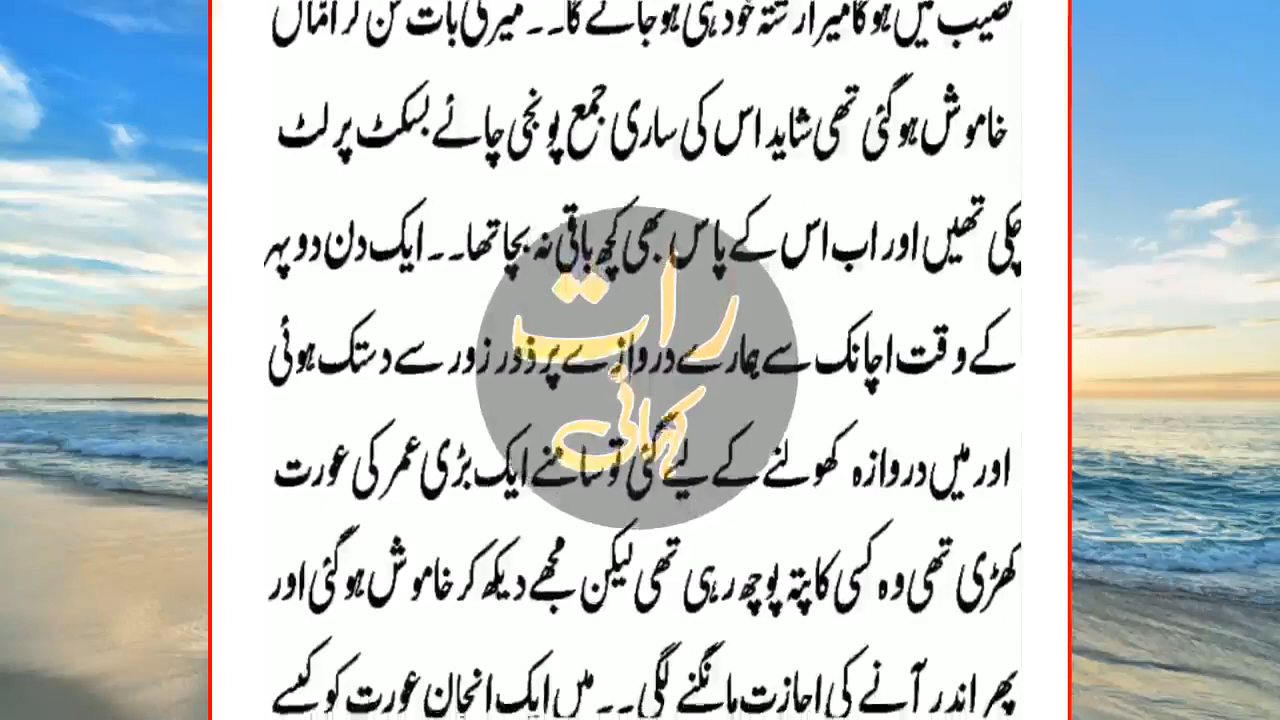 نصیب میں ہو گا میرا رشتہ خود ہی ہو جائے گا۔۔ میری بات سن کر اماں
خاموش ہو گئی تھی شاید اس کی ساری جمع پونجی چائے بسکٹ پر لٹ
چکی تھیں اور اب اس کے پاس بھی کچھ باقی نہ بچا تھا۔۔ ایک دن دوپہر
کے وقت اچانک سے ہمارے دروازے پر زور زور سے دستک ہوئی
اور میں دروازہ کھولنے کے لیے گئی تو سامنے ایک بڑی عمر کی عورت
کھڑی تھی وہ کسی کا پتہ پوچھ رہی تھی لیکن مجھے دیکھ کر خاموش ہو گئی اور
پھر اندر آنے کی اجازت مانگنے لگی۔۔ میں ایک انجان عورت کو کیسے
رات
کہانی ہے